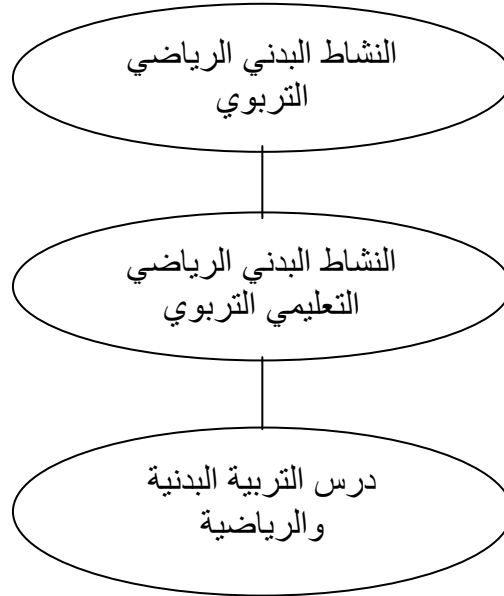 النشاط البدني الرياضي
التربوي
النشاط البدني الرياضي
التعليمي التربوي
درس التربية البدنية
والرياضية